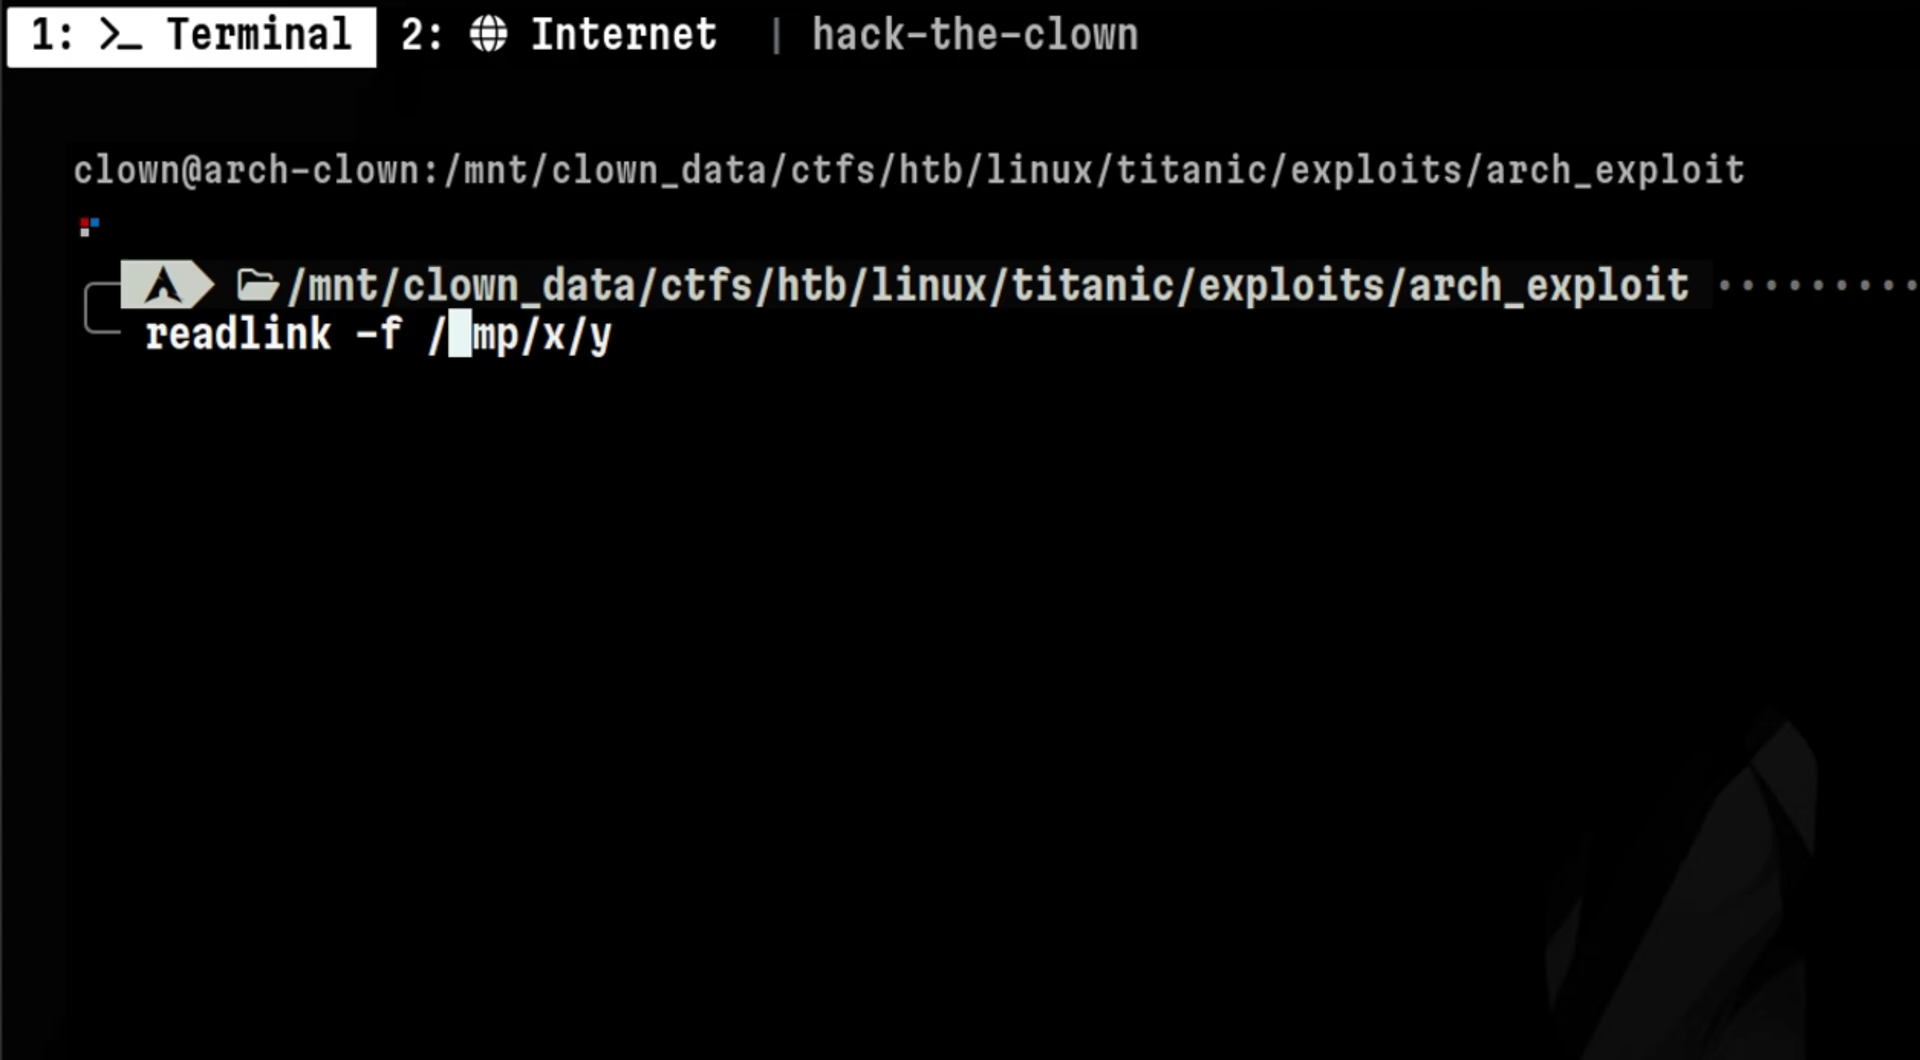 1: >_ Terminal 2: Internet | hack-the-clown
clown@arch-clown:/mnt/clown_data/ctfs/htb/linux/titanic/exploits/arch_exploit
/mnt/clown_data/ctfs/htb/linux/titanic/exploits/arch_exploit ·········
readlink -f / mp/x/y